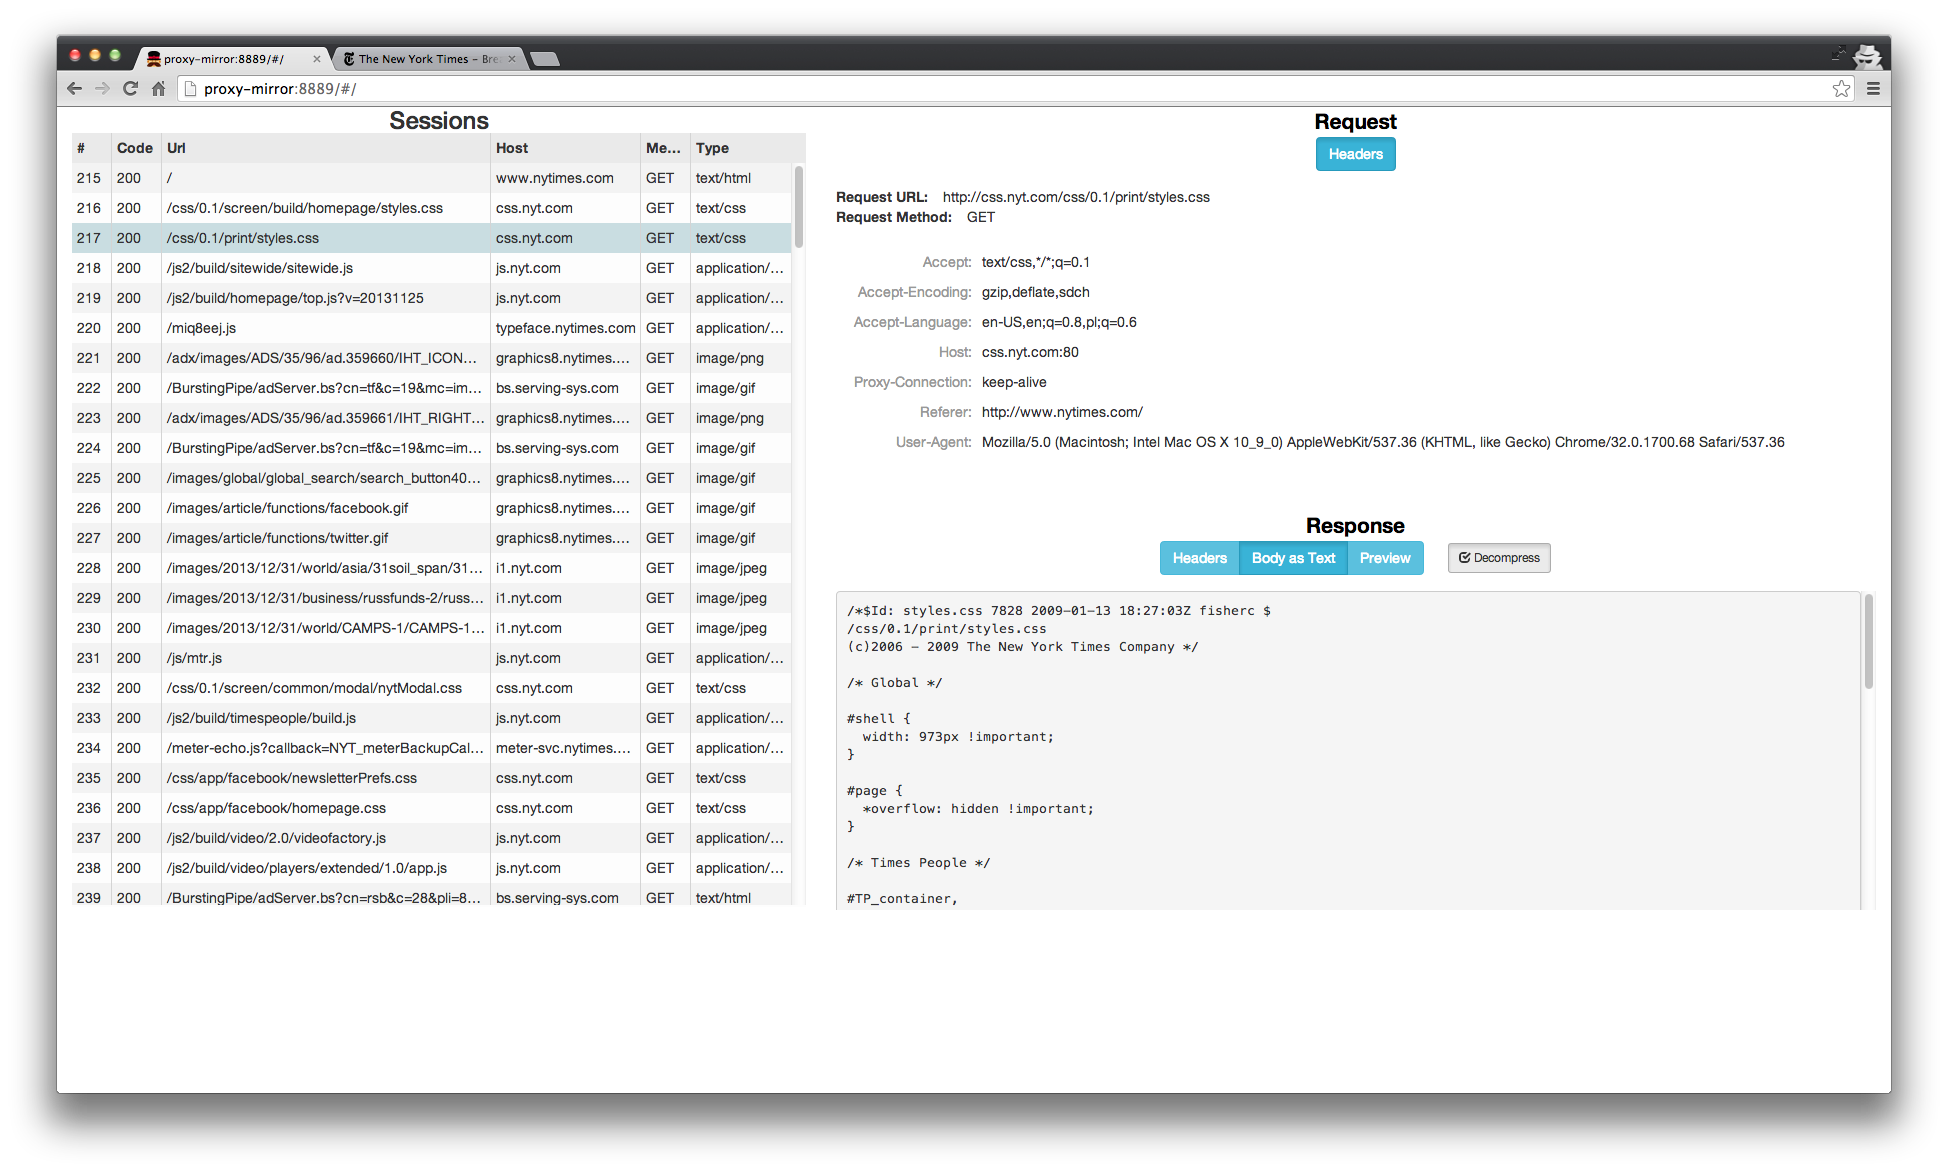 proxy-mirror:8889/#/
The New York Times – Bre
proxy-mirror:8889/#/
Sessions
# Code Url Host Me... Type
215 200 / www.nytimes.com GET text/html
216 200 /css/0.1/screen/build/homepage/styles.css css.nyt.com GET text/css
217 200 /css/0.1/print/styles.css css.nyt.com GET text/css
218 200 /js2/build/sitewide/sitewide.js js.nyt.com GET application/...
219 200 /js2/build/homepage/top.js?v=20131125 js.nyt.com GET application/...
220 200 /miq8eej.js typeface.nytimes.com GET application/...
221 200 /adx/images/ADS/35/96/ad.359660/IHT_ICON... graphics8.nytimes.... GET image/png
222 200 /BurstingPipe/adServer.bs?cn=tf&c=19&mc=im... bs.serving-sys.com GET image/gif
223 200 /adx/images/ADS/35/96/ad.359661/IHT_RIGHT... graphics8.nytimes.... GET image/png
224 200 /BurstingPipe/adServer.bs?cn=tf&c=19&mc=im... bs.serving-sys.com GET image/gif
225 200 /images/global/global_search/search_button40... graphics8.nytimes.... GET image/gif
226 200 /images/article/functions/facebook.gif graphics8.nytimes.... GET image/gif
227 200 /images/article/functions/twitter.gif graphics8.nytimes.... GET image/gif
228 200 /images/2013/12/31/world/asia/31soil_span/31... i1.nyt.com GET image/jpeg
229 200 /images/2013/12/31/business/russfunds-2/russ... i1.nyt.com GET image/jpeg
230 200 /images/2013/12/31/world/CAMPS-1/CAMPS-1... i1.nyt.com GET image/jpeg
231 200 /js/mtr.js js.nyt.com GET application/...
232 200 /css/0.1/screen/common/modal/nytModal.css css.nyt.com GET text/css
233 200 /js2/build/timespeople/build.js js.nyt.com GET application/...
234 200 /meter-echo.js?callback=NYT_meterBackupCal... meter-svc.nytimes.... GET application/...
235 200 /css/app/facebook/newsletterPrefs.css css.nyt.com GET text/css
236 200 /css/app/facebook/homepage.css css.nyt.com GET text/css
237 200 /js2/build/video/2.0/videofactory.js js.nyt.com GET application/...
238 200 /js2/build/video/players/extended/1.0/app.js js.nyt.com GET application/...
239 200 /BurstingPipe/adServer.bs?cn=rsb&c=28&pli=8... bs.serving-sys.com GET text/html
Request
Headers
Request URL: http://css.nyt.com/css/0.1/print/styles.css
Request Method: GET
Accept: text/css,*/*;q=0.1
Accept-Encoding: gzip,deflate,sdch
Accept-Language: en-US,en;q=0.8,pl;q=0.6
Host: css.nyt.com:80
Proxy-Connection: keep-alive
Referer: http://www.nytimes.com/
User-Agent: Mozilla/5.0 (Macintosh; Intel Mac OS X 10_9_0) AppleWebKit/537.36 (KHTML, like Gecko) Chrome/32.0.1700.68 Safari/537.36
Response
Headers Body as Text Preview Decompress
/*$Id: styles.css 7828 2009-01-13 18:27:03Z fisherc $
/css/0.1/print/styles.css
(c)2006 – 2009 The New York Times Company */
/* Global */
#shell {
width: 973px !important;
}
#page {
*overflow: hidden !important;
}
/* Times People */
#TP_container,